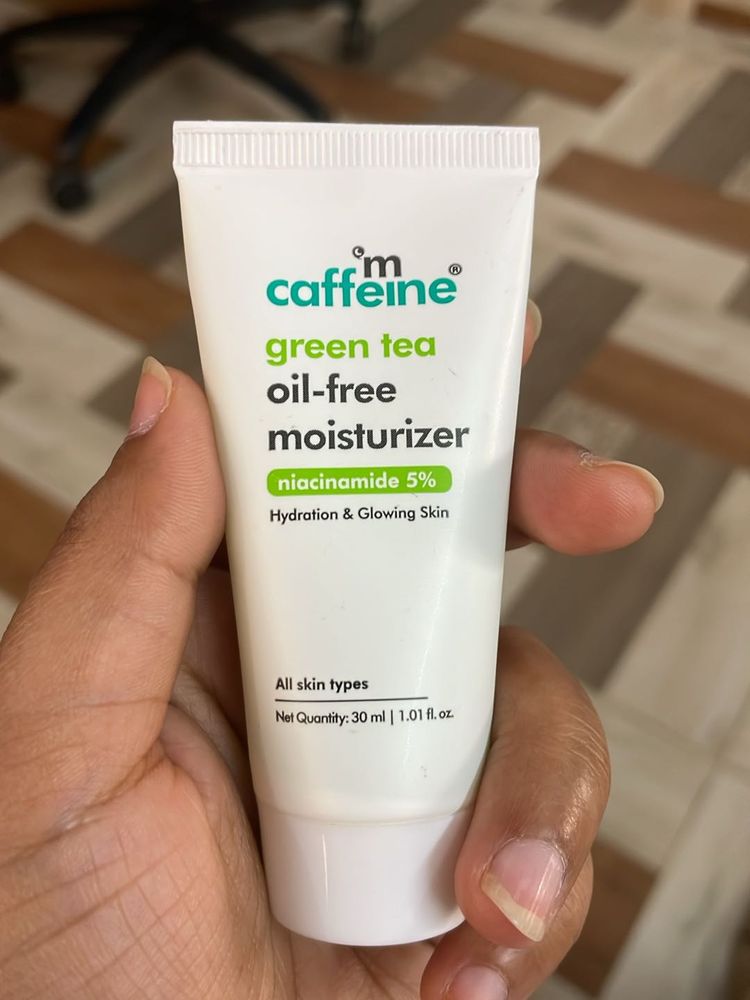 'm
caffeine®
green tea
oil-free
moisturizer
niacinamide 5%
Hydration & Glowing Skin
All skin types
Net Quantity: 30 ml | 1.01 fl. oz.